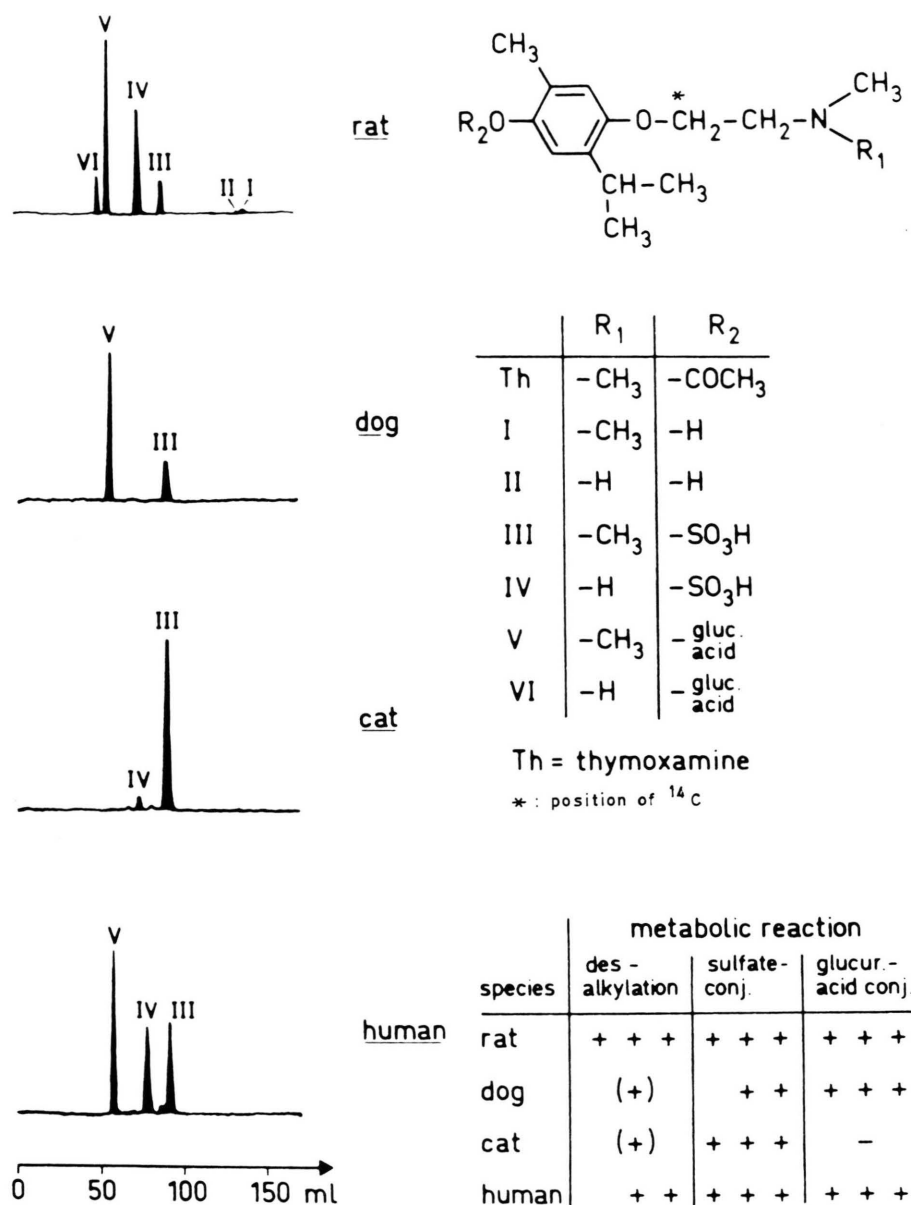 V
IV
VI
III
II I
rat
CH₃
R₂O
*
O–CH₂–CH₂–N
CH₃
R₁
CH–CH₃
CH₃
V
III
dog
III
IV
cat
R₁ R₂
Th –CH₃ –COCH₃
I –CH₃ –H
II –H –H
III –CH₃ –SO₃H
IV –H –SO₃H
V –CH₃ –gluc. acid
VI –H –gluc. acid
Th = thymoxamine
* : position of ¹⁴C
V
IV III
human
0 50 100 150 ml
metabolic reaction
species des-alkylation sulfate-conj. glucur.-acid conj.
rat + + + + + + + + +
dog (+) + + + + +
cat (+) + + + –
human + + + + + + + +